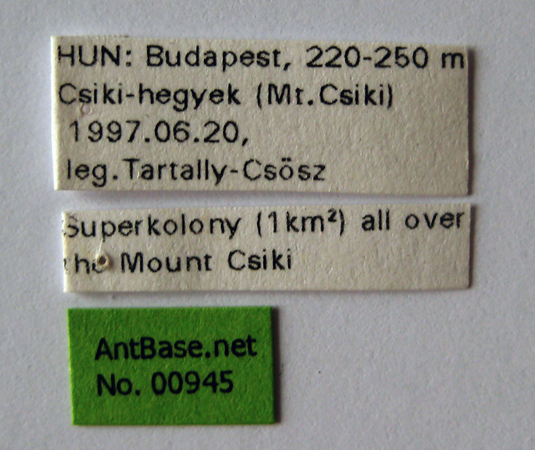 HUN: Budapest, 220-250 m
Csiki-hegyek (Mt.Csiki)
1997.06.20,
leg.Tartally-Csősz
Superkolony (1km²) all over
the Mount Csiki
AntBase.net
No. 00945